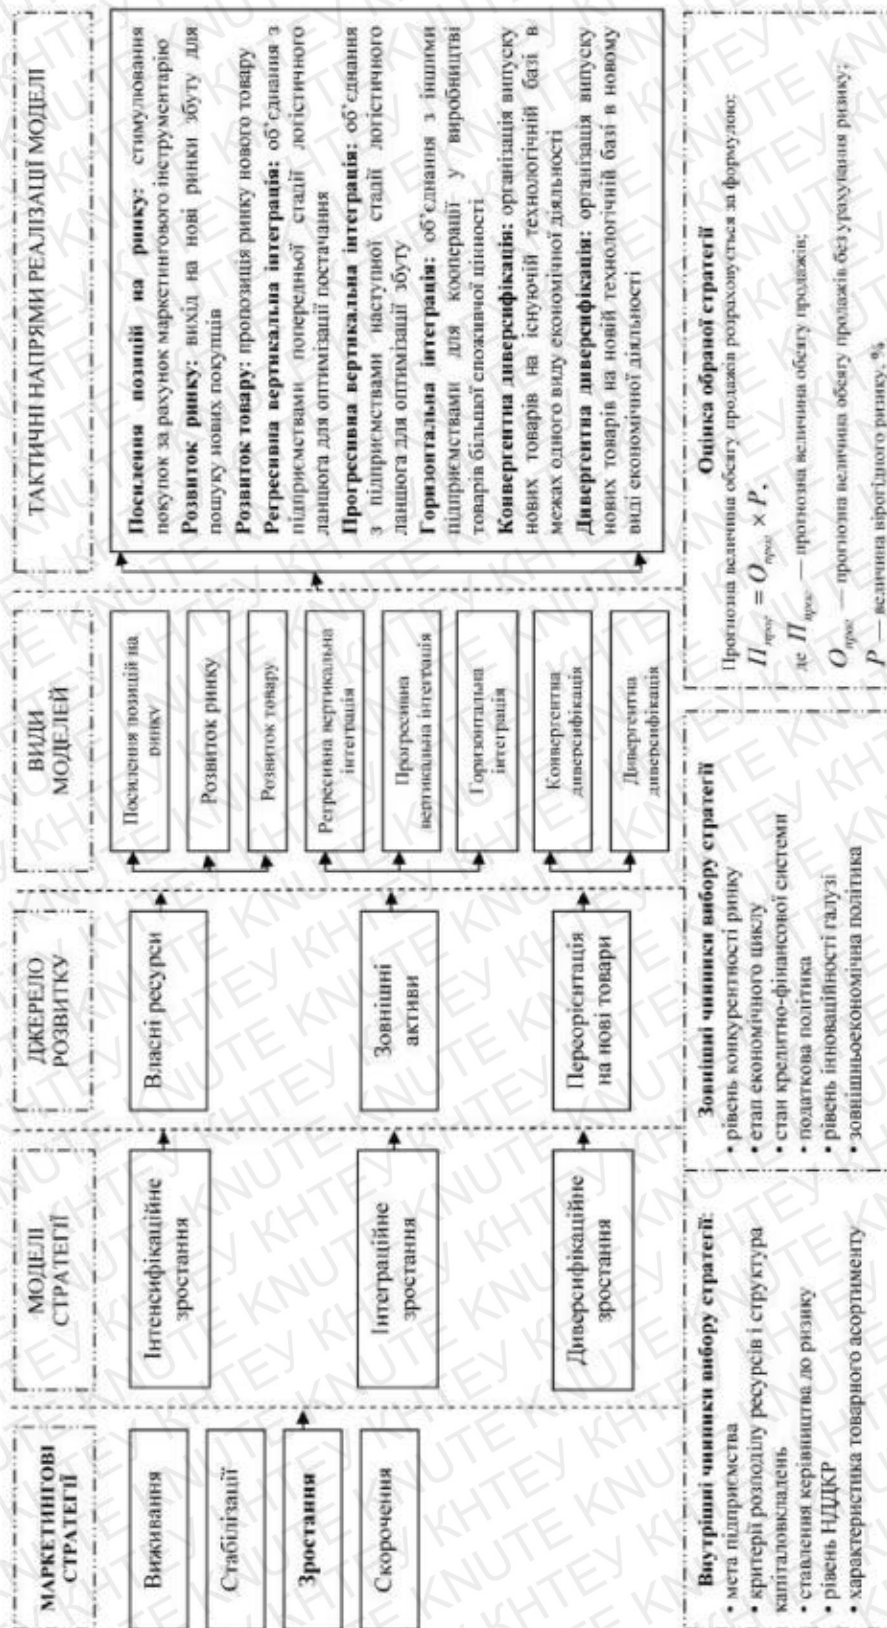 МАРКЕТИНГОВІ
СТРАТЕГІЇ
Виживання
Стабілізації
Зростання
Скорочення
МОДЕЛІ
СТРАТЕГІЇ
Інтенсифікаційне
зростання
Інтеграційне
зростання
Диверсифікаційне
зростання
ДЖЕРЕЛО
РОЗВИТКУ
Власні ресурси
Зовнішні
активи
Переорієнтація
на нові товари
ВИДИ
МОДЕЛЕЙ
Посилення позицій на
ринку
Розвиток ринку
Розвиток товару
Регресивна вертикальна
інтеграція
Прогресивна
вертикальна інтеграція
Горизонтальна
інтеграція
Конвергентна
диверсифікація
Дивергентна
диверсифікація
ТАКТИЧНІ НАПРЯМИ РЕАЛІЗАЦІЇ МОДЕЛІ
Посилення позицій на ринку: стимулювання
покупок за рахунок маркетингового інструментарію
Розвиток ринку: вихід на нові ринки збуту для
пошуку нових покупців
Розвиток товару: пропозиція ринку нового товару
Регресивна вертикальна інтеграція: об'єднання з
підприємствами попередньої стадії логістичного
ланцюга для оптимізації постачання
Прогресивна вертикальна інтеграція: об'єднання
з підприємствами наступної стадії логістичного
ланцюга для оптимізації збуту
Горизонтальна інтеграція: об'єднання з іншими
підприємствами для кооперації у виробництві
товарів більшої споживчої цінності
Конвергентна диверсифікація: організація випуску
нових товарів на існуючій технологічній базі в
межах одного виду економічної діяльності
Дивергентна диверсифікація: організація випуску
нових товарів на новій технологічній базі в новому
виді економічної діяльності
Внутрішні чинники вибору стратегії:
• мета підприємства
• критерії розподілу ресурсів і структура
капіталовкладень
• ставлення керівництва до ризику
• рівень НДДКР
• характеристика товарного асортименту
Зовнішні чинники вибору стратегії
• рівень конкурентності ринку
• етап економічного циклу
• стан кредитно-фінансової системи
• податкова політика
• рівень інноваційності галузі
• зовнішньоекономічна політика
Оцінка обраної стратегії
Прогнозна величина обсягу продажів розраховується за формулою:
П прог = О прог × Р,
де П прог — прогнозна величина обсягу продажів;
О прог — прогнозна величина обсягу продажів без урахування ризику;
Р — величина вірогідного ризику, %